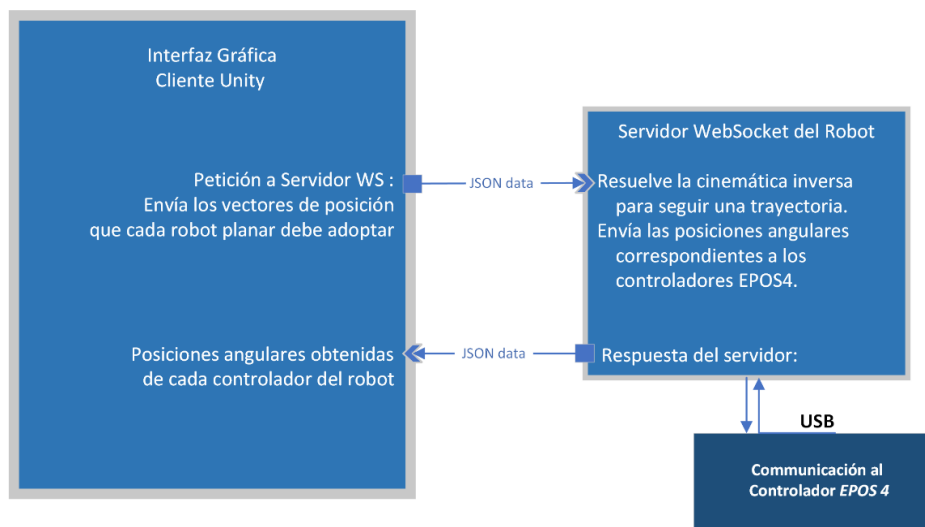 Interfaz Gráfica
Cliente Unity
Petición a Servidor WS :
Envía los vectores de posición
que cada robot planar debe adoptar
JSON data
Servidor WebSocket del Robot
Resuelve la cinemática inversa
para seguir una trayectoria.
Envía las posiciones angulares
correspondientes a los
controladores EPOS4.
Posiciones angulares obtenidas
de cada controlador del robot
JSON data
Respuesta del servidor:
USB
Communicación al
Controlador EPOS 4